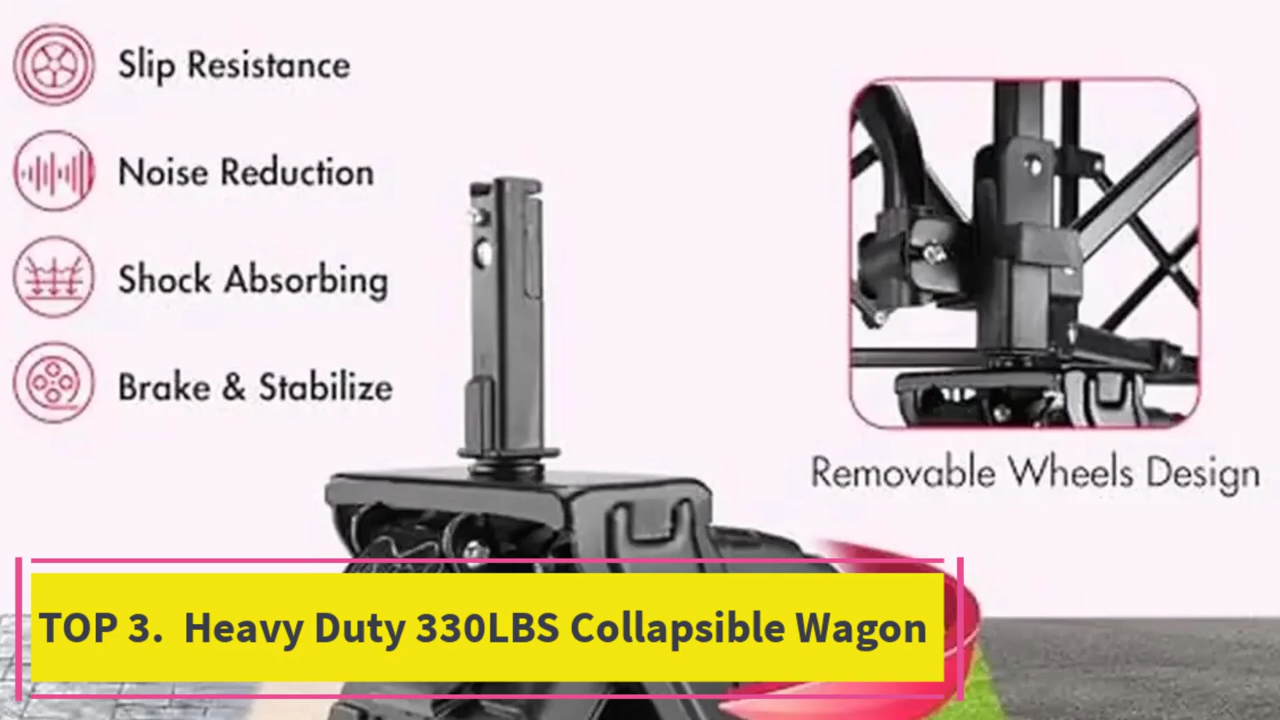 Slip Resistance
Noise Reduction
Shock Absorbing
Brake & Stabilize
Removable Wheels Design
TOP 3. Heavy Duty 330LBS Collapsible Wagon